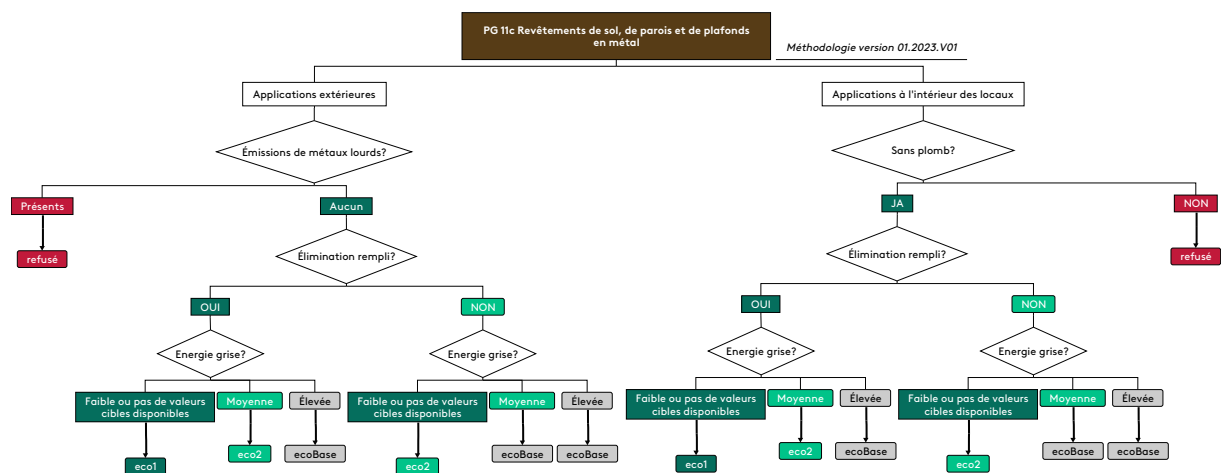 PG 11c Revêtements de sol, de parois et de plafonds
en métal
Méthodologie version 01.2023.V01
Applications extérieures
Applications à l'intérieur des locaux
Émissions de métaux lourds?
Sans plomb?
Présents
Aucun
JA
NON
refusé
Élimination rempli?
Élimination rempli?
refusé
OUI
NON
OUI
NON
Energie grise?
Energie grise?
Energie grise?
Energie grise?
Faible ou pas de valeurs
cibles disponibles
Moyenne
Élevée
Faible ou pas de valeurs
cibles disponibles
Moyenne
Élevée
Faible ou pas de valeurs
cibles disponibles
Moyenne
Élevée
Faible ou pas de valeurs
cibles disponibles
Moyenne
Élevée
eco1
eco2
ecoBase
eco2
ecoBase
ecoBase
eco1
eco2
ecoBase
eco2
ecoBase
ecoBase